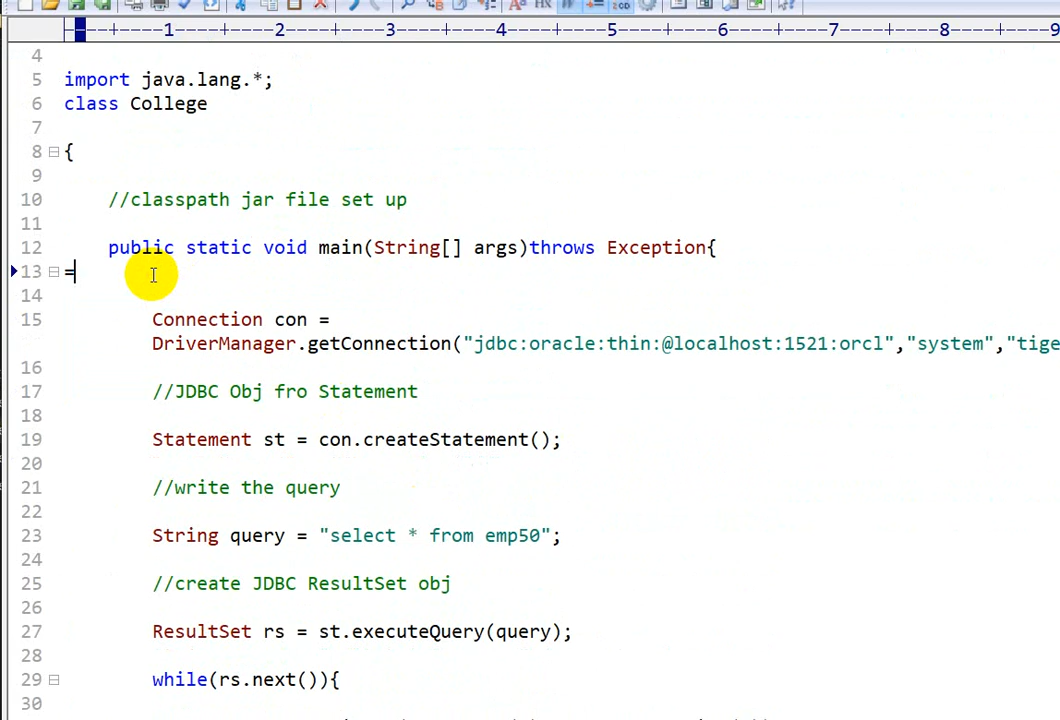 1 2 3 4 5 6 7 8 9
4
5 import java.lang.*;
6 class College
7
8 {
9
10 //classpath jar file set up
11
12 public static void main(String[] args)throws Exception{
13 =
14
15 Connection con =
DriverManager.getConnection("jdbc:oracle:thin:@localhost:1521:orcl","system","tige
16
17 //JDBC Obj fro Statement
18
19 Statement st = con.createStatement();
20
21 //write the query
22
23 String query = "select * from emp50";
24
25 //create JDBC ResultSet obj
26
27 ResultSet rs = st.executeQuery(query);
28
29 while(rs.next()){
30